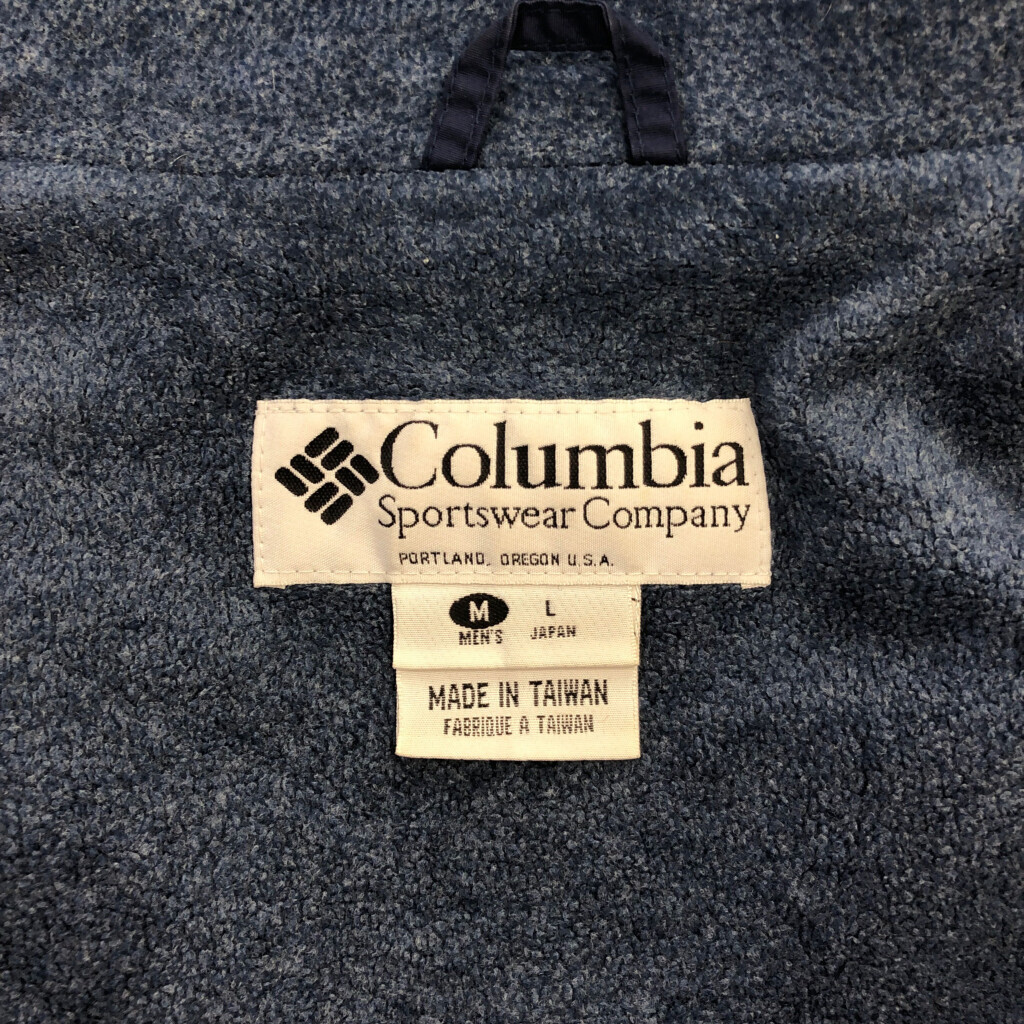 Columbia
Sportswear Company
PORTLAND, OREGON U.S.A.
M L
MEN'S JAPAN
MADE IN TAIWAN
FABRIQUE A TAIWAN